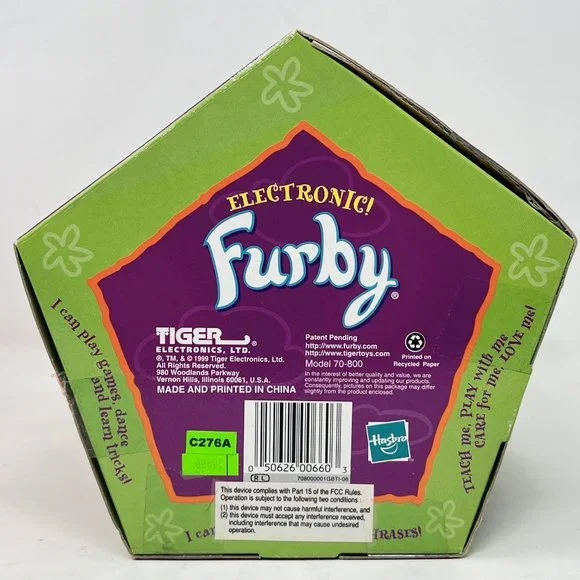 ELECTRONIC!
Furby®
TIGER®
ELECTRONICS, LTD.
®, TM, & © 1999 Tiger Electronics, Ltd.
All Rights Reserved.
980 Woodlands Parkway
Vernon Hills, Illinois 60061, U.S.A.
MADE AND PRINTED IN CHINA
Patent Pending
http://www.furby.com
http://www.tigertoys.com
Model 70-800
In the interest of better quality and value, we are
constantly improving and updating our products.
Consequently, pictures on this package may differ
slightly from the product enclosed.
Printed on
Recycled Paper
I can play games, dance
and learn tricks!
TEACH me, PLAY with me
CARE for me, LOVE me!
C276A
0 50626 00660 3
(R L)
708000001GBTI-06
Hasbro
This device complies with Part 15 of the FCC Rules.
Operation is subject to the following two conditions:
(1) this device may not cause harmful interference, and
(2) this device must accept any interference received,
including interference that may cause undesired
operation.
I can
PHRASES!